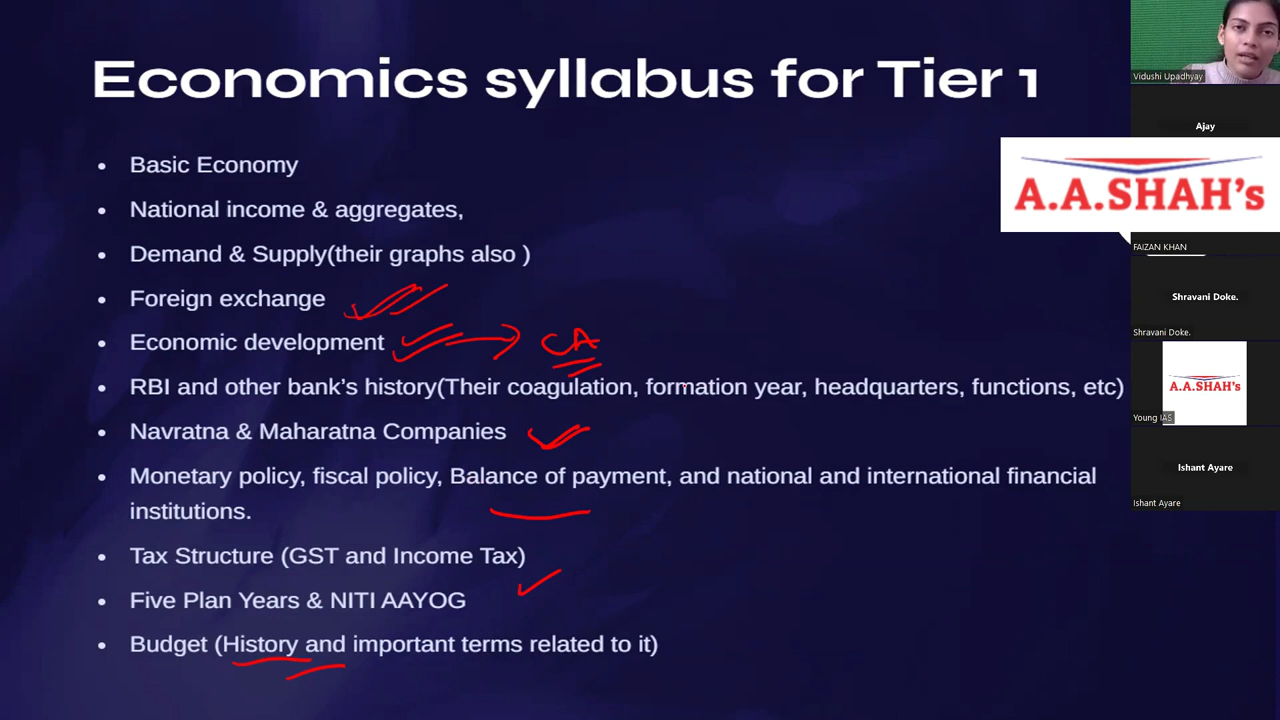 Economics syllabus for Tier 1
Basic Economy
National income & aggregates,
Demand & Supply(their graphs also )
Foreign exchange
Economic development
CA
RBI and other bank's history(Their coagulation, formation year, headquarters, functions, etc)
Navratna & Maharatna Companies
Monetary policy, fiscal policy, Balance of payment, and national and international financial
institutions.
Tax Structure (GST and Income Tax)
Five Plan Years & NITI AAYOG
Budget (History and important terms related to it)
Vidushi Upadhyay
Ajay
A.A.SHAH's
FAIZAN KHAN
Shravani Doke.
Shravani Doke.
A.A.SHAH's
Young IAS
Ishant Ayare
Ishant Ayare